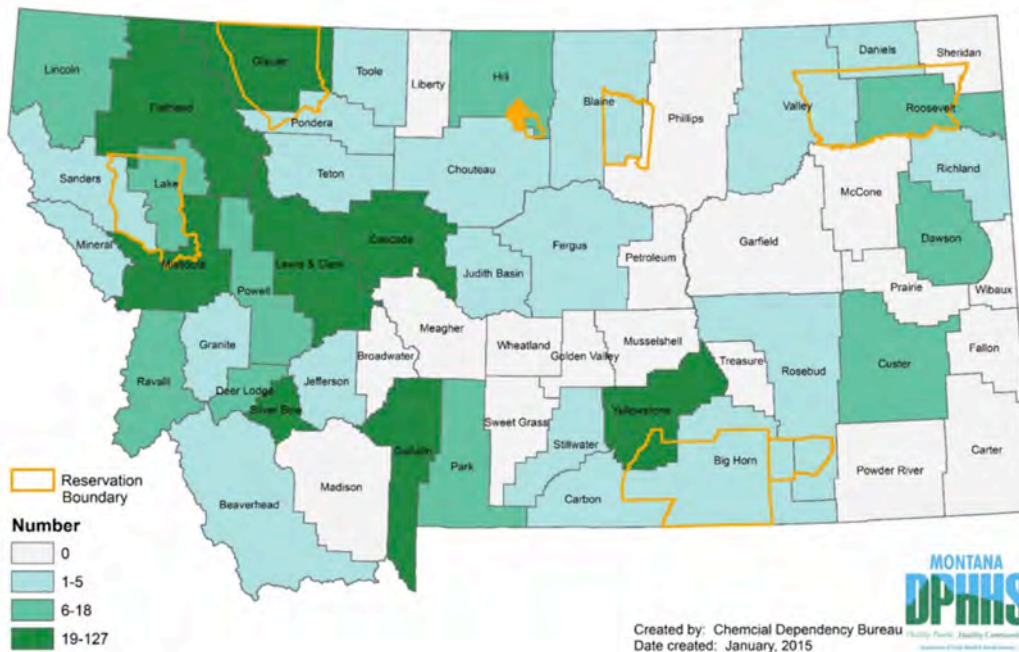 Lincoln
Flathead
Glacier
Toole
Liberty
Hill
Blaine
Phillips
Valley
Daniels
Sheridan
Roosevelt
Pondera
Teton
Chouteau
Richland
McCone
Sanders
Lake
Mineral
Missoula
Powell
Lewis & Clark
Cascade
Judith Basin
Fergus
Petroleum
Garfield
Dawson
Prairie
Wibaux
Granite
Ravalli
Deer Lodge
Silver Bow
Jefferson
Broadwater
Meagher
Wheatland
Golden Valley
Musselshell
Treasure
Rosebud
Custer
Fallon
Beaverhead
Madison
Gallatin
Park
Sweet Grass
Stillwater
Yellowstone
Carbon
Big Horn
Powder River
Carter
Reservation
Boundary
Number
0
1-5
6-18
19-127
Created by: Chemcial Dependency Bureau
Date created: January, 2015
MONTANA
DPHHS
Healthy People. Healthy Communities.